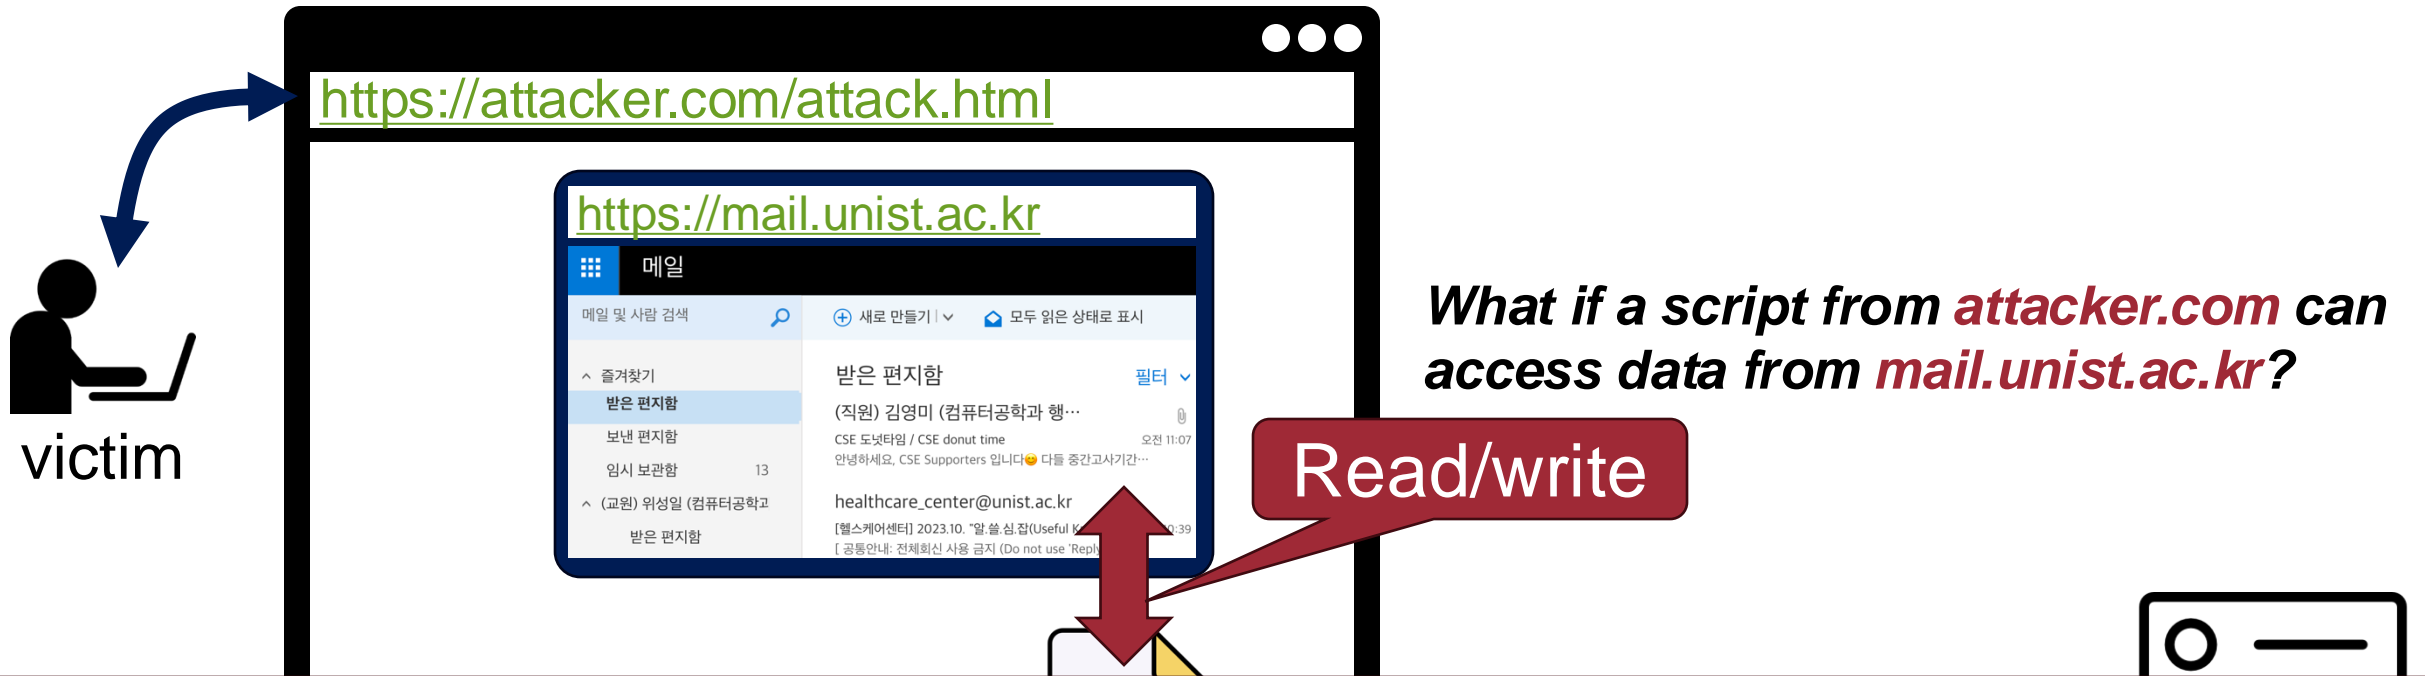 https://attacker.com/attack.html
https://mail.unist.ac.kr
메일
메일 및 사람 검색
새로 만들기
모두 읽은 상태로 표시
즐겨찾기
받은 편지함
보낸 편지함
임시 보관함 13
(교원) 위성일 (컴퓨터공학
받은 편지함
받은 편지함 필터
(직원) 김영미 (컴퓨터공학과 행…
CSE 도넛타임 / CSE donut time 오전 11:07
안녕하세요, CSE Supporters 입니다😊 다들 중간고사기간…
healthcare_center@unist.ac.kr
[헬스케어센터] 2023.10. "알.쓸.심.잡(Useful :39
[ 공통안내: 전체회신 사용 금지 (Do not use 'Reply
victim
What if a script from attacker.com can
access data from mail.unist.ac.kr?
Read/write